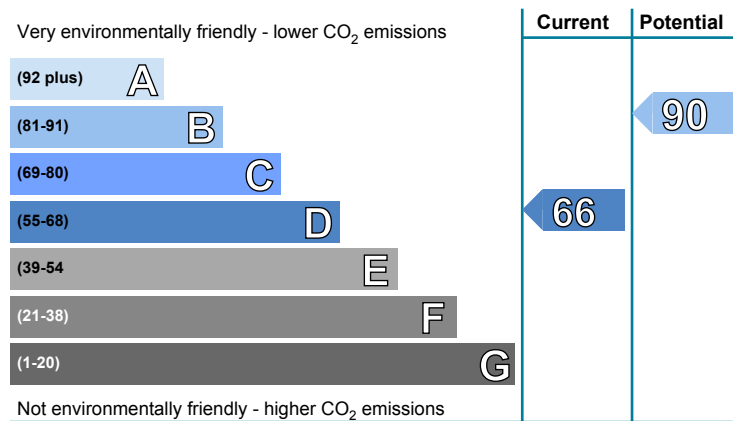 Very environmentally friendly - lower CO₂ emissions
Current
Potential
(92 plus) A
(81-91) B
(69-80) C
(55-68) D
(39-54 E
(21-38) F
(1-20) G
90
66
Not environmentally friendly - higher CO₂ emissions